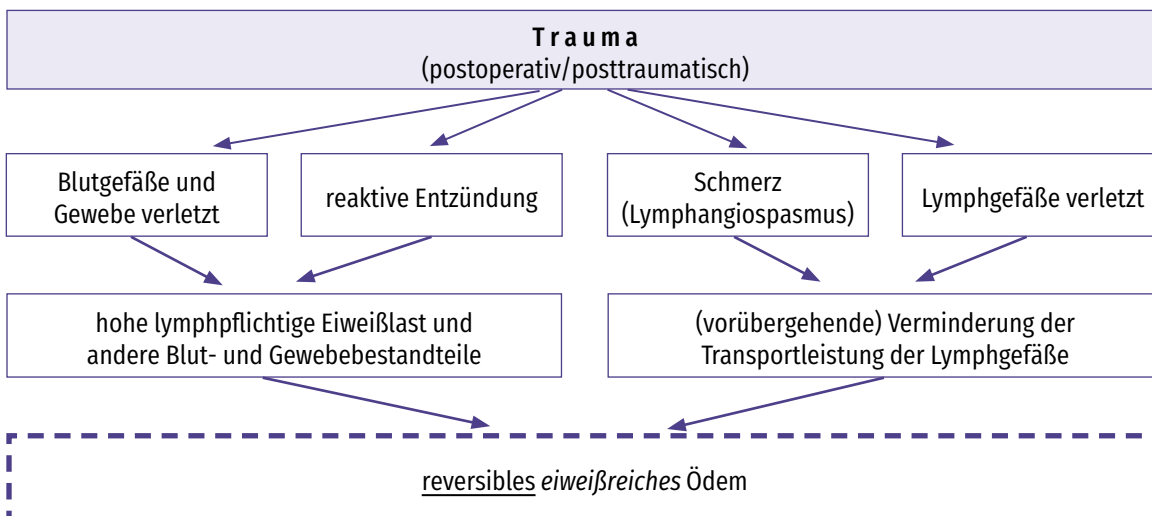 Trauma
(postoperativ/posttraumatisch)
Blutgefäße und
Gewebe verletzt
reaktive Entzündung
Schmerz
(Lymphangiospasmus)
Lymphgefäße verletzt
hohe lymphpflichtige Eiweißlast und
andere Blut- und Gewebebestandteile
(vorübergehende) Verminderung der
Transportleistung der Lymphgefäße
reversibles eiweißreiches Ödem